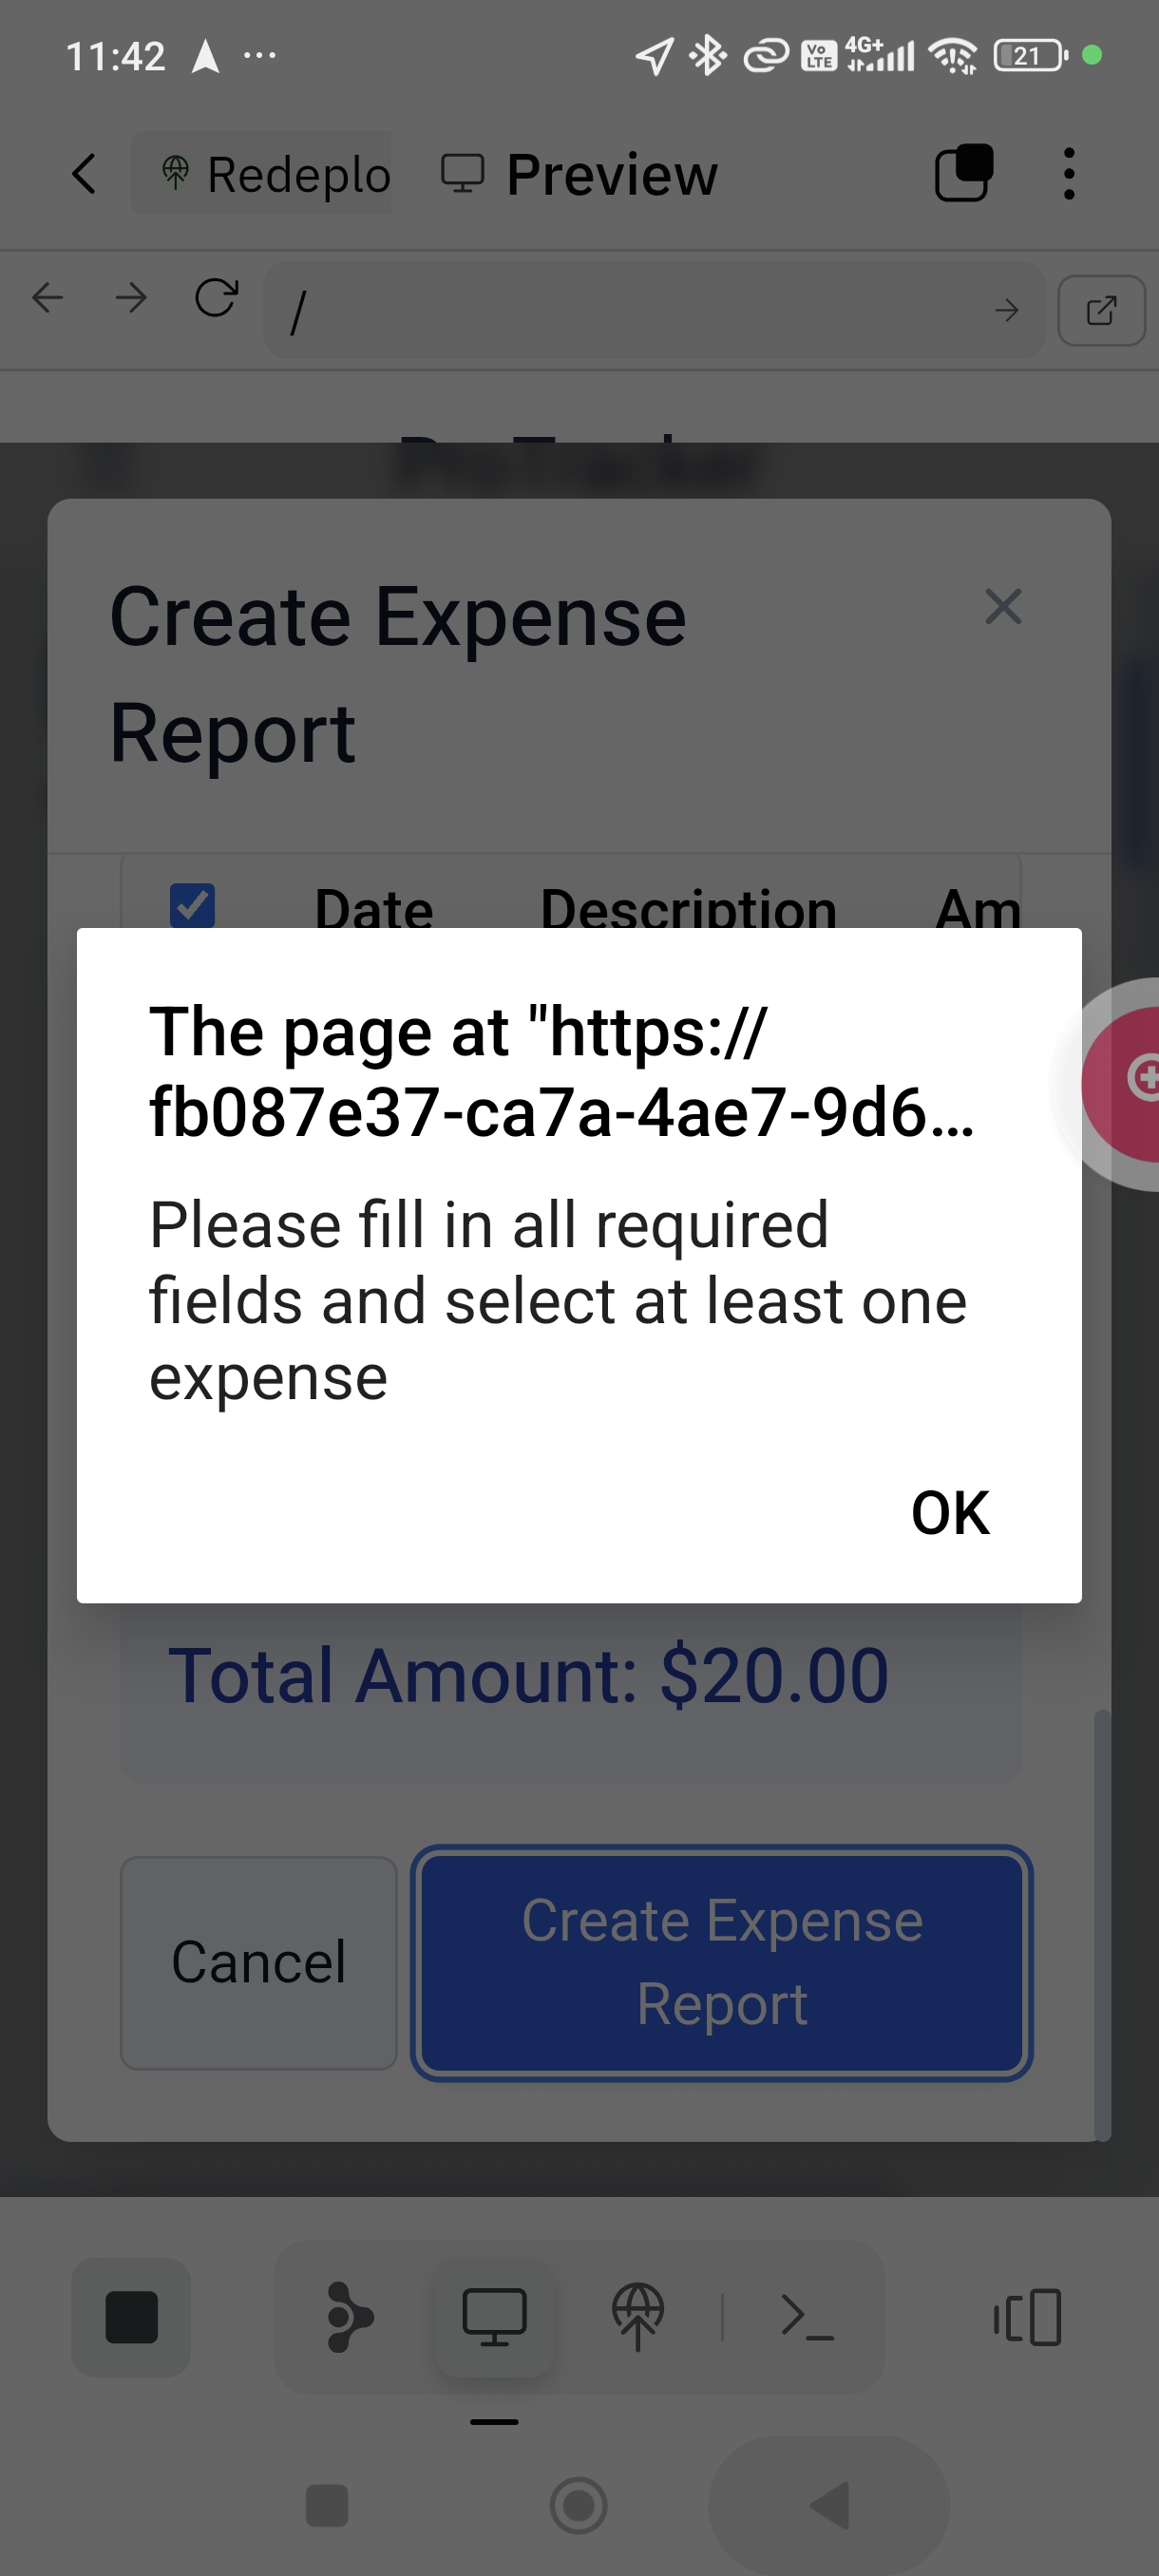 11:42
Vo LTE 4G+ 21
Redeplo
Preview
/
ProTracker
Create Expense
Report
Date Description Am
The page at "https://
fb087e37-ca7a-4ae7-9d6...
Please fill in all required
fields and select at least one
expense
OK
Total Amount: $20.00
Cancel
Create Expense
Report